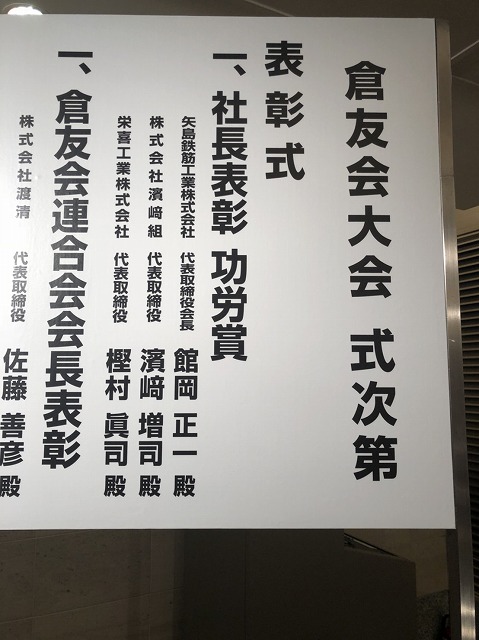 倉友会大会 式次第
表彰式
一、社長表彰 功労賞
矢島鉄筋工業株式会社 代表取締役会長 館岡 正一 殿
株式会社濱﨑組 代表取締役 濱﨑 増司 殿
栄喜工業株式会社 代表取締役 樫村 眞司 殿
一、倉友会連合会会長表彰
株式会社渡清 代表取締役 佐藤 善彦 殿